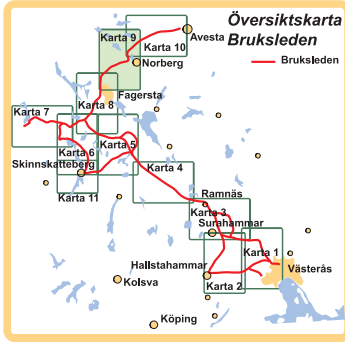 Översiktskarta
Bruksleden
Bruksleden
Karta 9
Karta 10
Avesta
Norberg
Fagersta
Karta 7
Karta 8
Karta 5
Karta 6
Skinnskatteberg
Karta 4
Karta 11
Ramnäs
Karta 3
Surahammar
Karta 1
Hallstahammar
Västerås
Kolsva
Karta 2
Köping